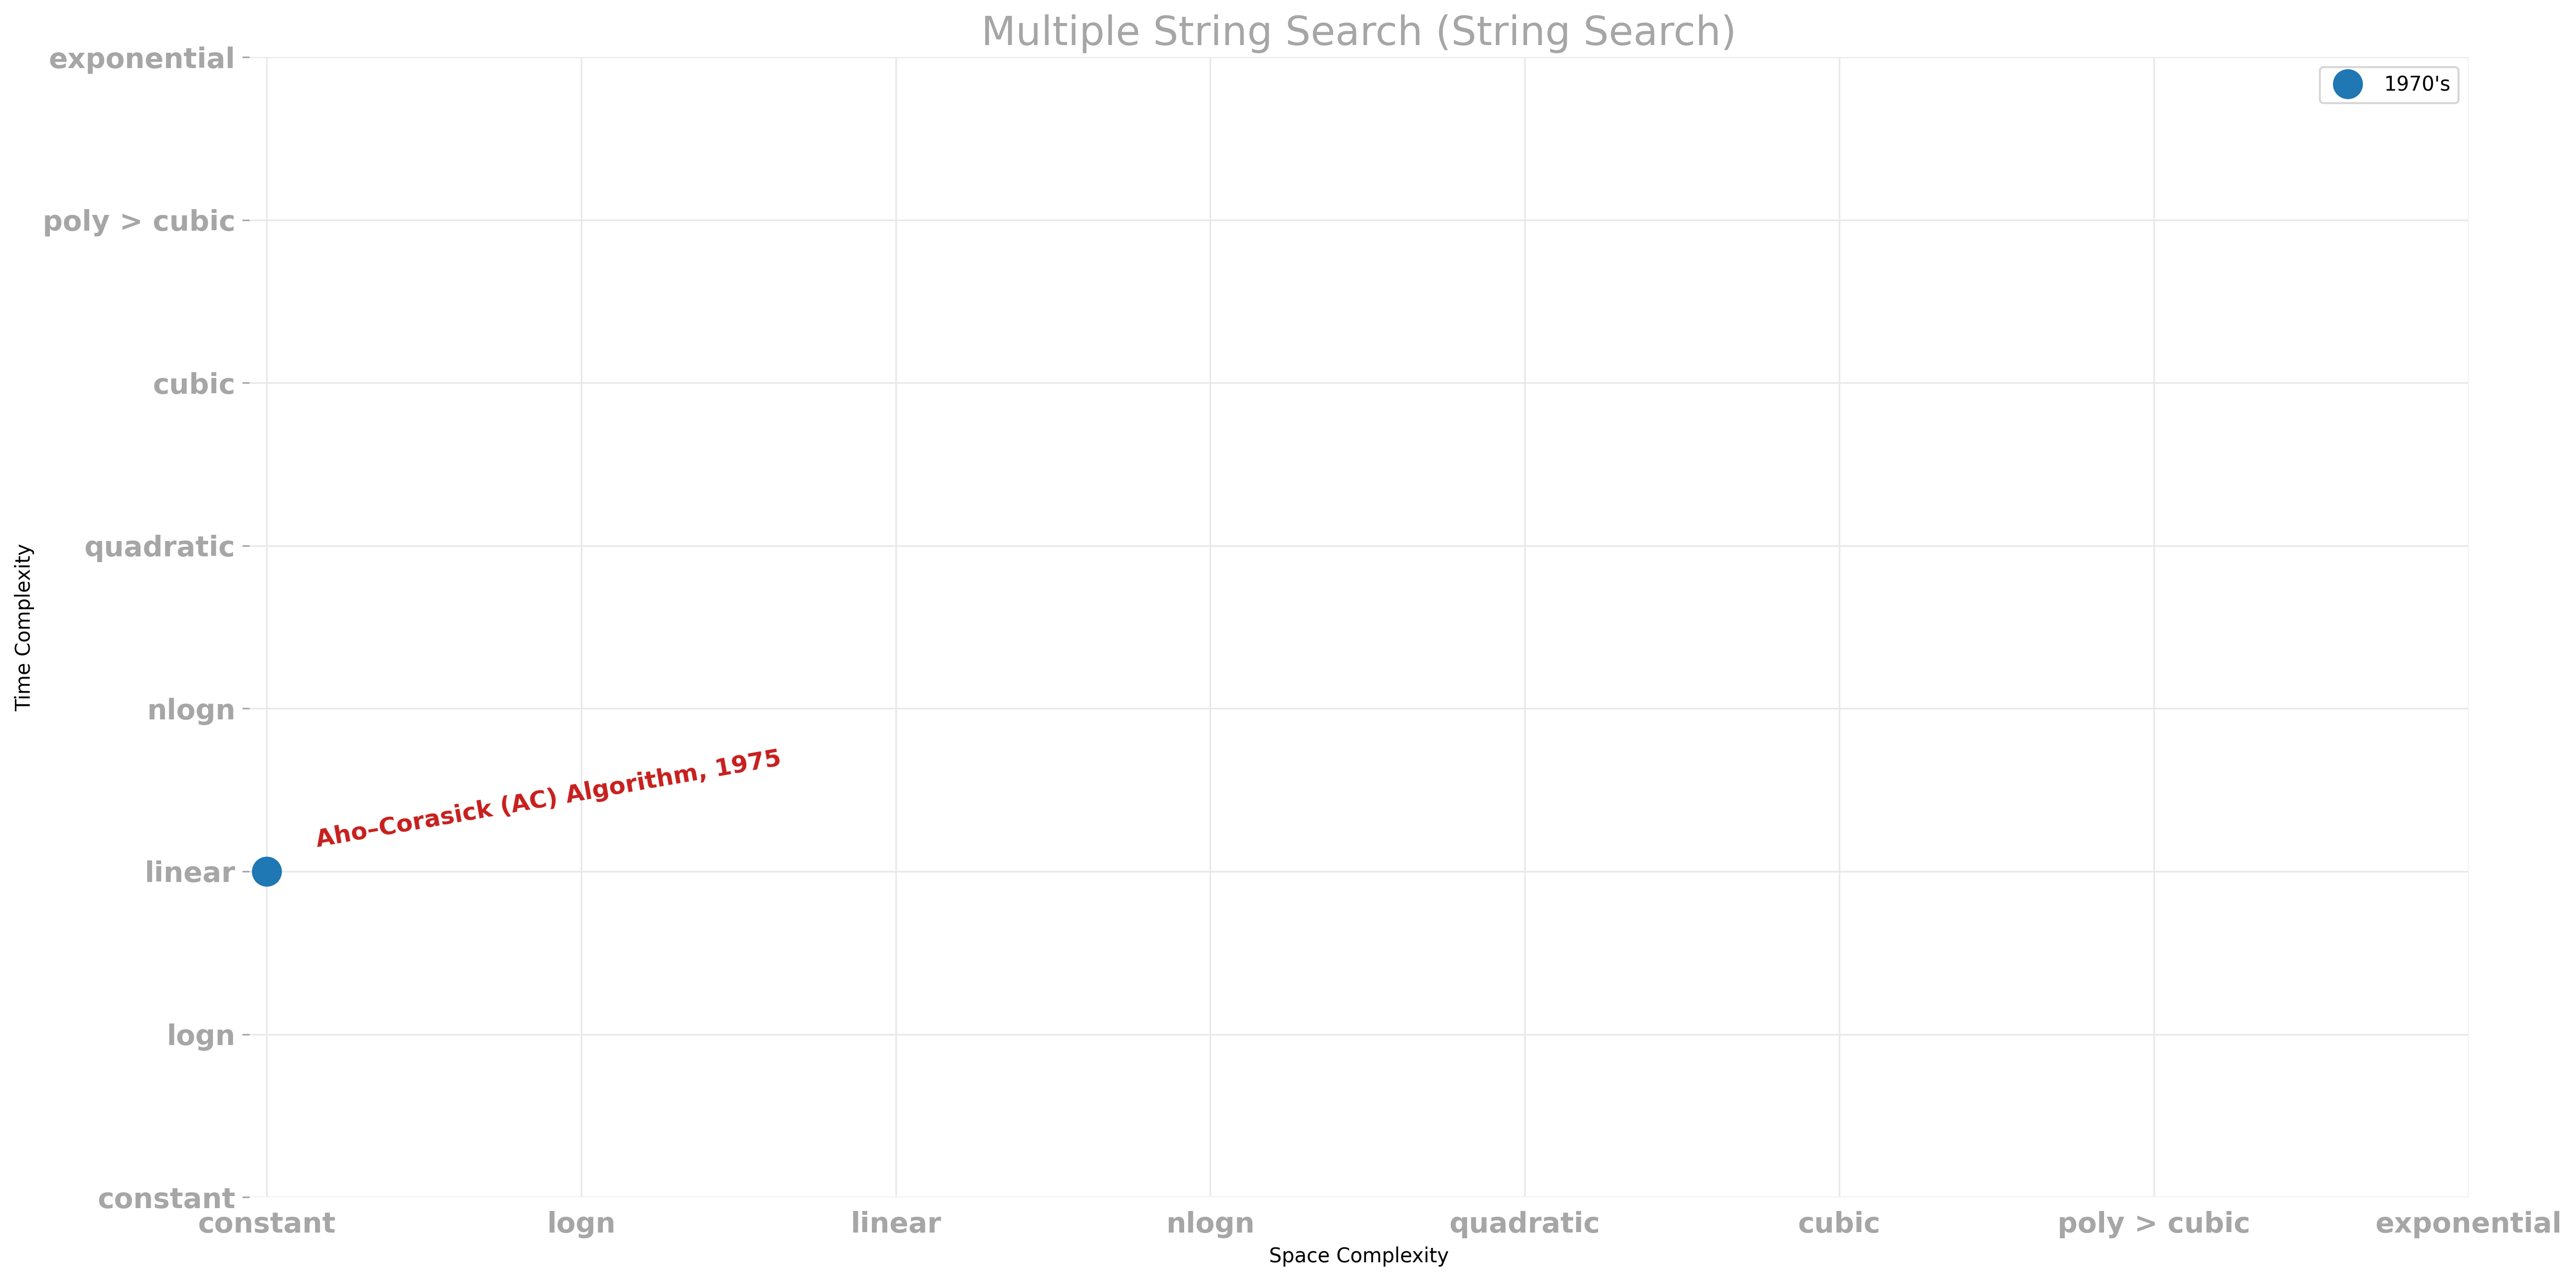 Multiple String Search (String Search)
1970's
exponential
poly > cubic
cubic
quadratic
nlogn
linear
logn
constant
Time Complexity
Aho–Corasick (AC) Algorithm, 1975
constant
logn
linear
nlogn
quadratic
cubic
poly > cubic
exponential
Space Complexity